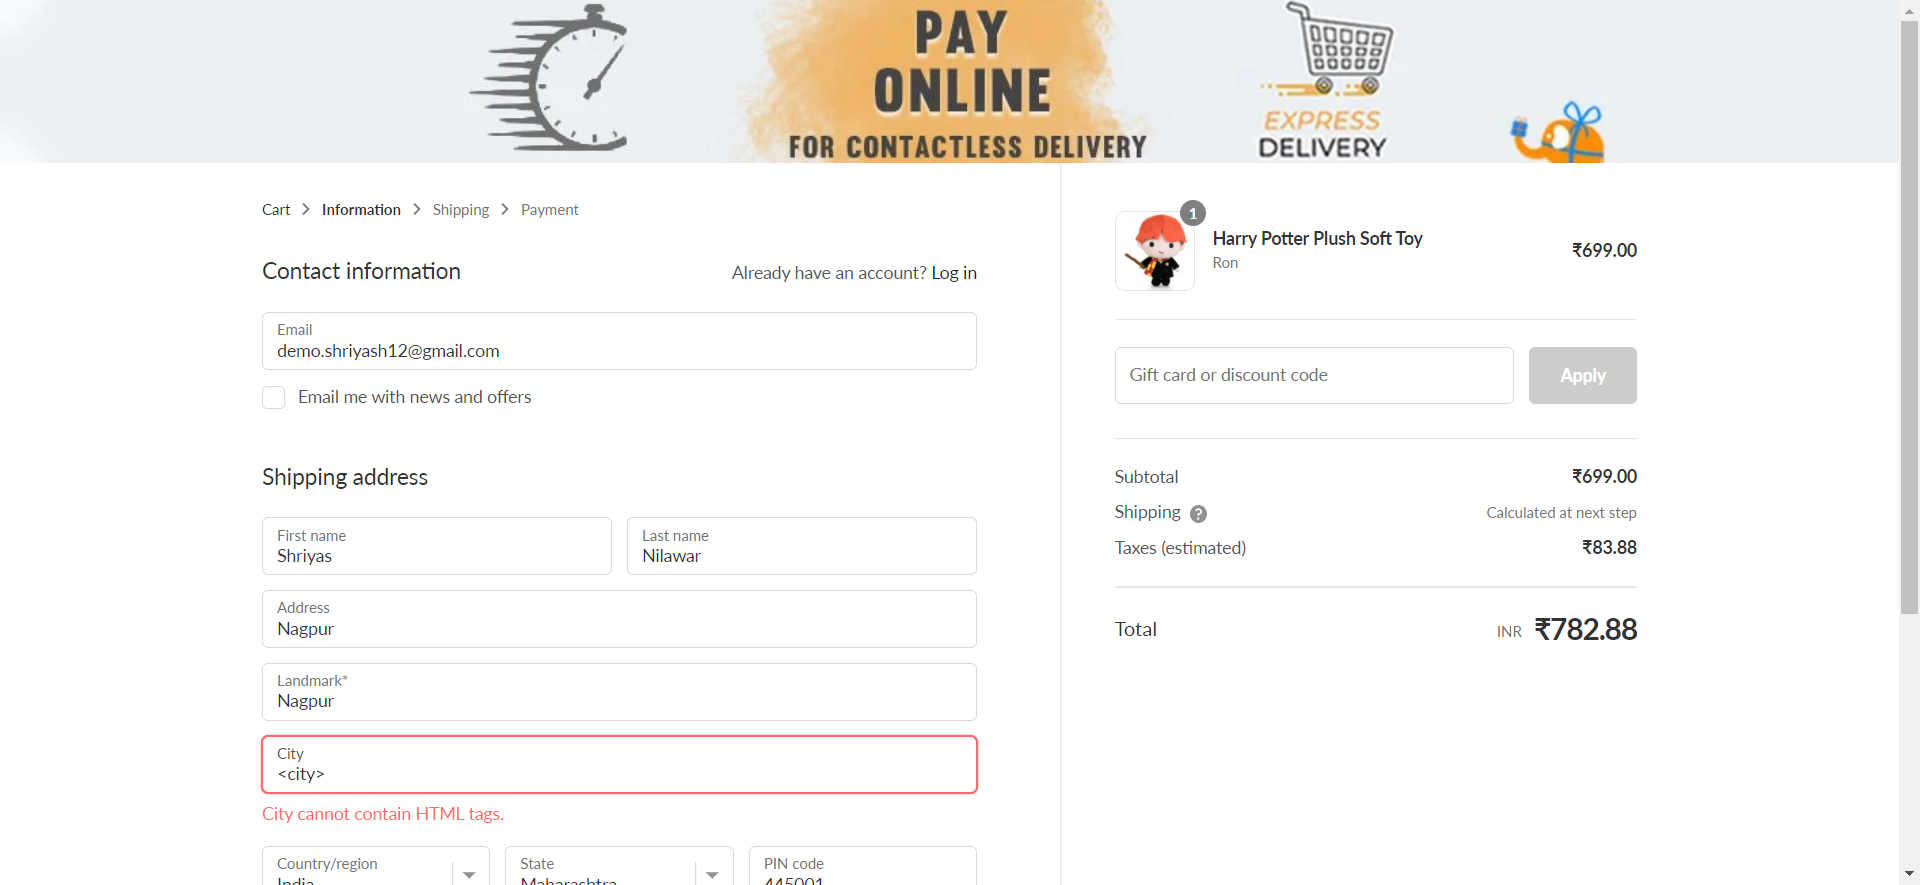 PAY
ONLINE
FOR CONTACTLESS DELIVERY
EXPRESS
DELIVERY
Cart > Information > Shipping > Payment
Contact information
Already have an account? Log in
Email
demo.shriyash12@gmail.com
Email me with news and offers
Shipping address
First name
Shriyas
Last name
Nilawar
Address
Nagpur
Landmark*
Nagpur
City
<city>
City cannot contain HTML tags.
Country/region
India
State
Maharashtra
PIN code
445001
1
Harry Potter Plush Soft Toy
Ron
₹699.00
Gift card or discount code
Apply
Subtotal ₹699.00
Shipping ? Calculated at next step
Taxes (estimated) ₹83.88
Total INR ₹782.88